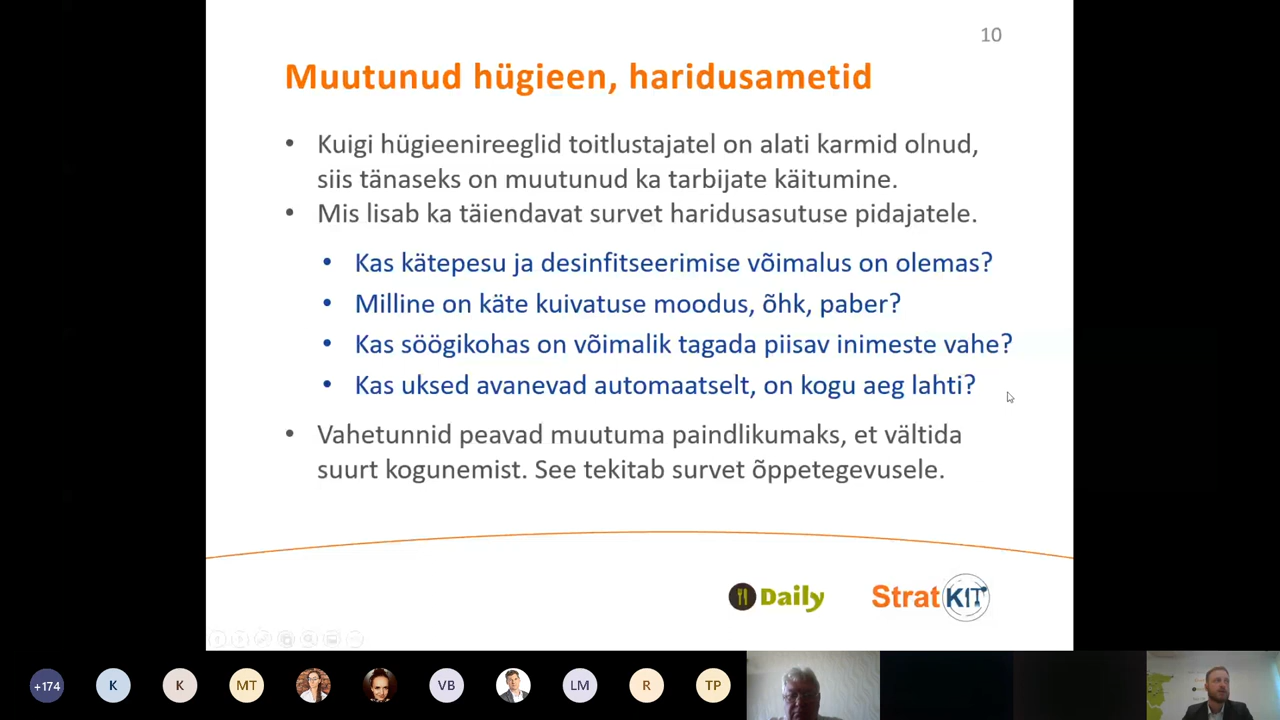 10
Muutunud hügieen, haridusametid
• Kuigi hügieenireeglid toitlustajatel on alati karmid olnud,
siis tänaseks on muutunud ka tarbijate käitumine.
• Mis lisab ka täiendavat survet haridusasutuse pidajatele.
• Kas kätepesu ja desinfitseerimise võimalus on olemas?
• Milline on käte kuivatuse moodus, õhk, paber?
• Kas söögikohas on võimalik tagada piisav inimeste vahe?
• Kas uksed avanevad automaatselt, on kogu aeg lahti?
• Vahetunnid peavad muutuma paindlikumaks, et vältida
suurt kogunemist. See tekitab survet õppetegevusele.
Daily StratKIT
+174 K K MT VB LM R TP